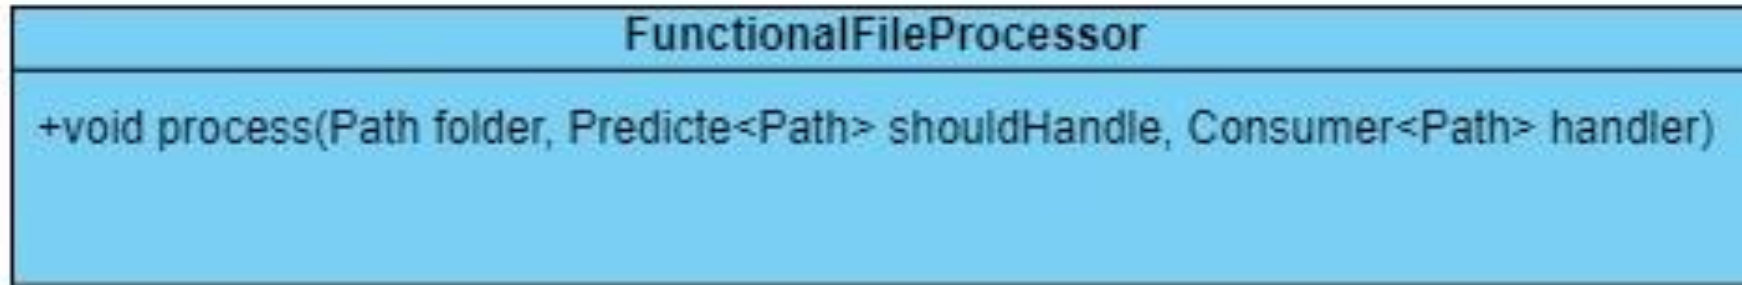 FunctionalFileProcessor
+void process(Path folder, Predicte<Path> shouldHandle, Consumer<Path> handler)